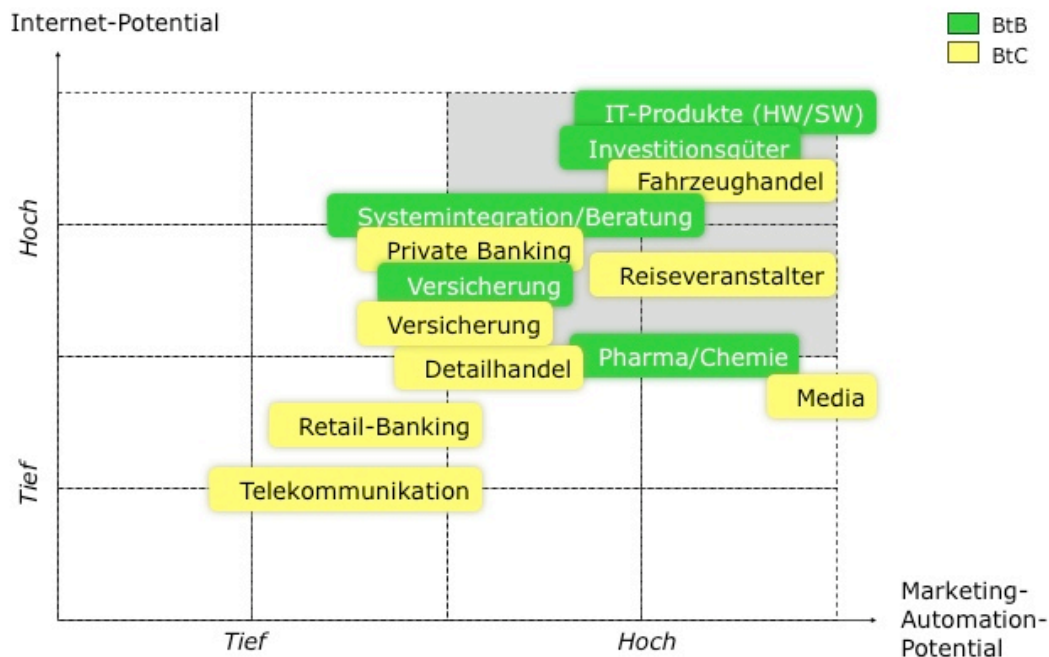 Internet-Potential
BtB
BtC
IT-Produkte (HW/SW)
Investitionsgüter
Fahrzeughandel
Hoch
Systemintegration/Beratung
Private Banking
Reiseveranstalter
Versicherung
Versicherung
Pharma/Chemie
Detailhandel
Media
Retail-Banking
Tief
Telekommunikation
Marketing-
Automation-
Potential
Tief
Hoch